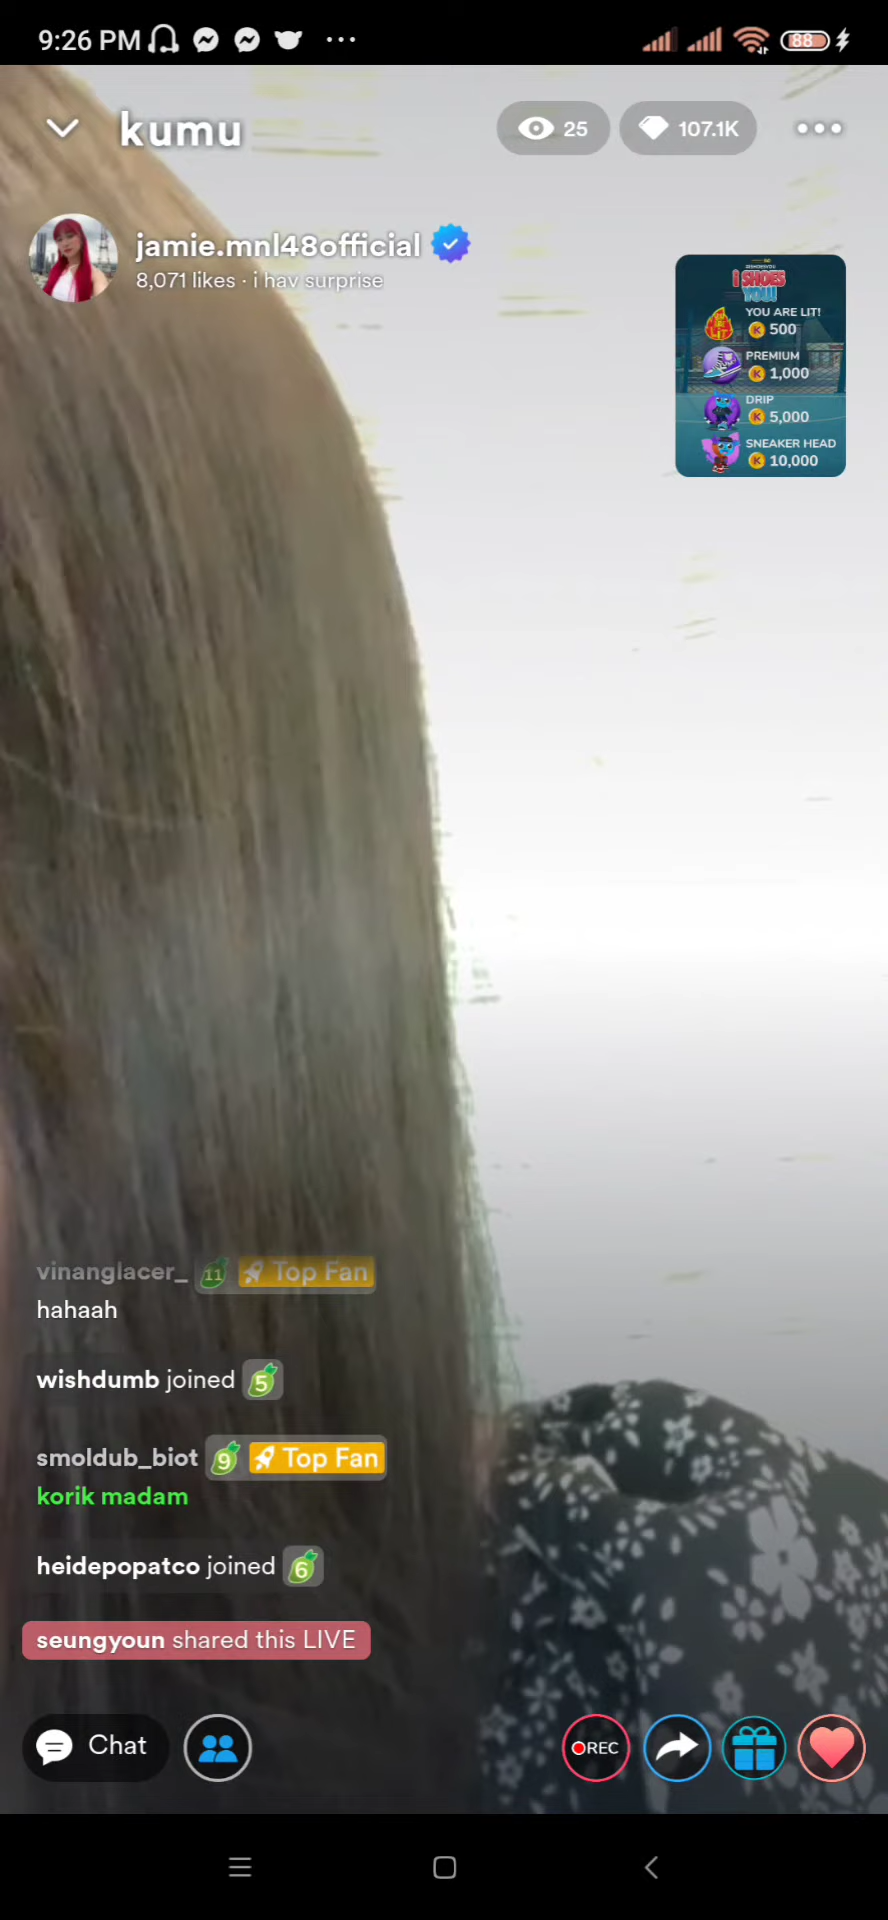 9:26 PM
88
kumu
25
107.1K
jamie.mnl48official
8,071 likes · i hav surprise
i SHOES
YOU!
YOU ARE LIT!
500
PREMIUM
1,000
DRIP
5,000
SNEAKER HEAD
10,000
vinanglacer_ 11 Top Fan
hahaah
wishdumb joined 5
smoldub_biot 9 Top Fan
korik madam
heidepopatco joined 6
seungyoun shared this LIVE
Chat
REC